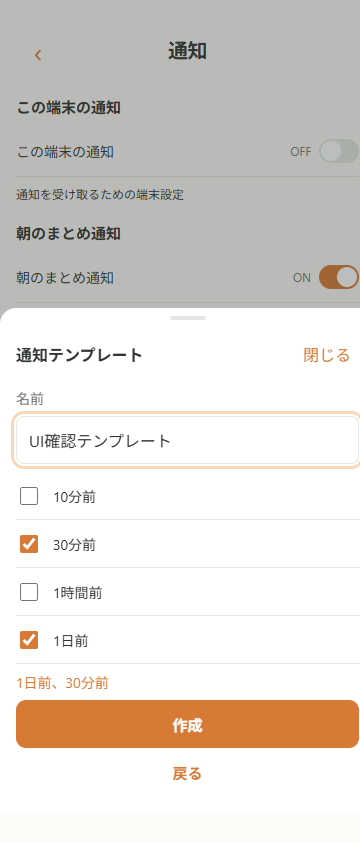 通知
この端末の通知
この端末の通知
OFF
通知を受け取るための端末設定
朝のまとめ通知
朝のまとめ通知
ON
通知テンプレート
閉じる
名前
UI確認テンプレート
10分前
30分前
1時間前
1日前
1日前、30分前
作成
戻る